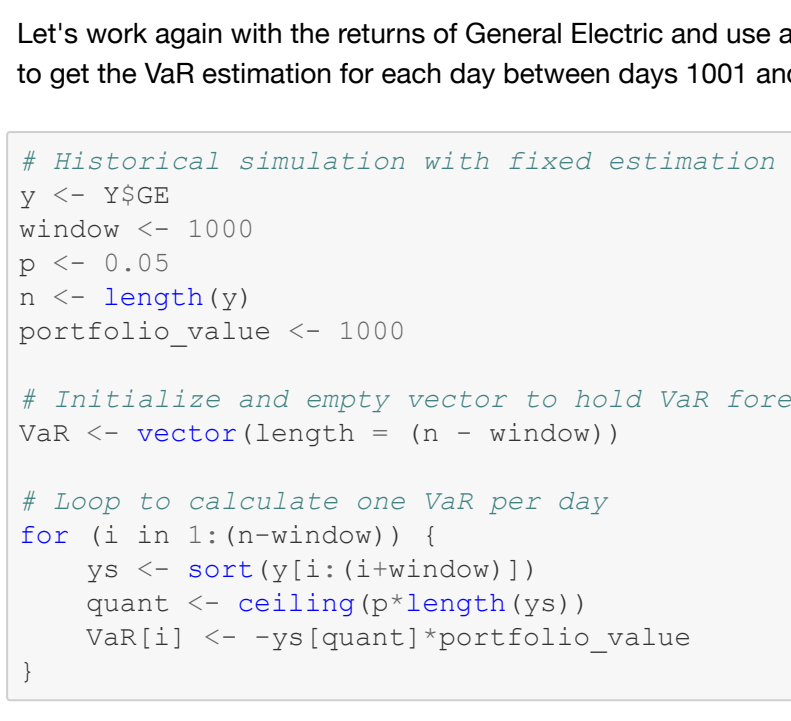 Let's work again with the returns of General Electric and use a
to get the VaR estimation for each day between days 1001 and
# Historical simulation with fixed estimation
y <- Y$GE
window <- 1000
p <- 0.05
n <- length(y)
portfolio_value <- 1000
# Initialize and empty vector to hold VaR fore
VaR <- vector(length = (n - window))
# Loop to calculate one VaR per day
for (i in 1:(n-window)) {
    ys <- sort(y[i:(i+window)])
    quant <- ceiling(p*length(ys))
    VaR[i] <- -ys[quant]*portfolio_value
}